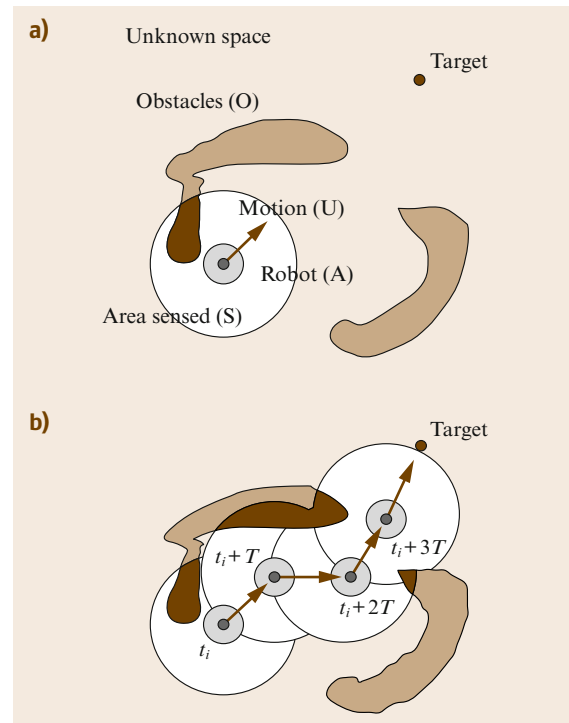 a)
Unknown space
Target
Obstacles (O)
Motion (U)
Robot (A)
Area sensed (S)
b)
Target
t_i + T
t_i + 3T
t_i + 2T
t_i